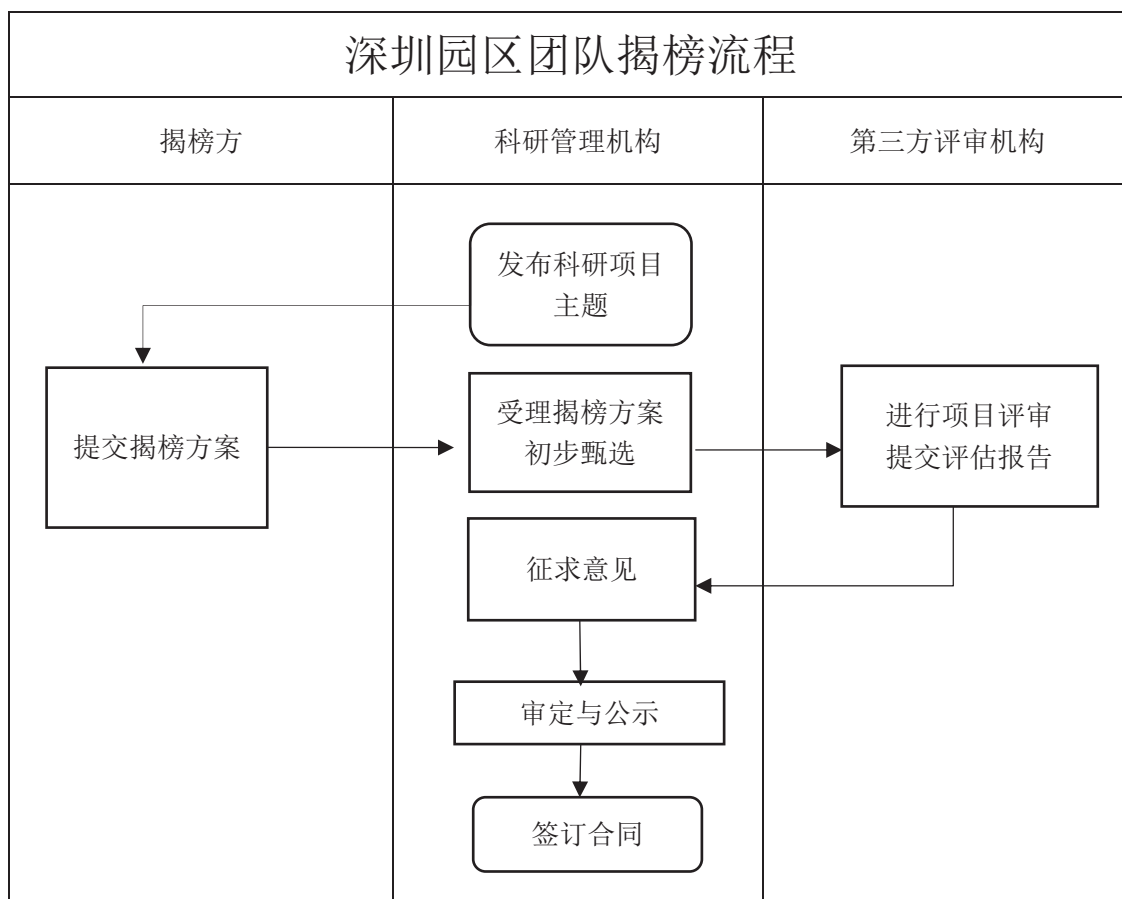 深圳园区团队揭榜流程
揭榜方
科研管理机构
第三方评审机构
发布科研项目
主题
提交揭榜方案
受理揭榜方案
初步甄选
进行项目评审
提交评估报告
征求意见
审定与公示
签订合同